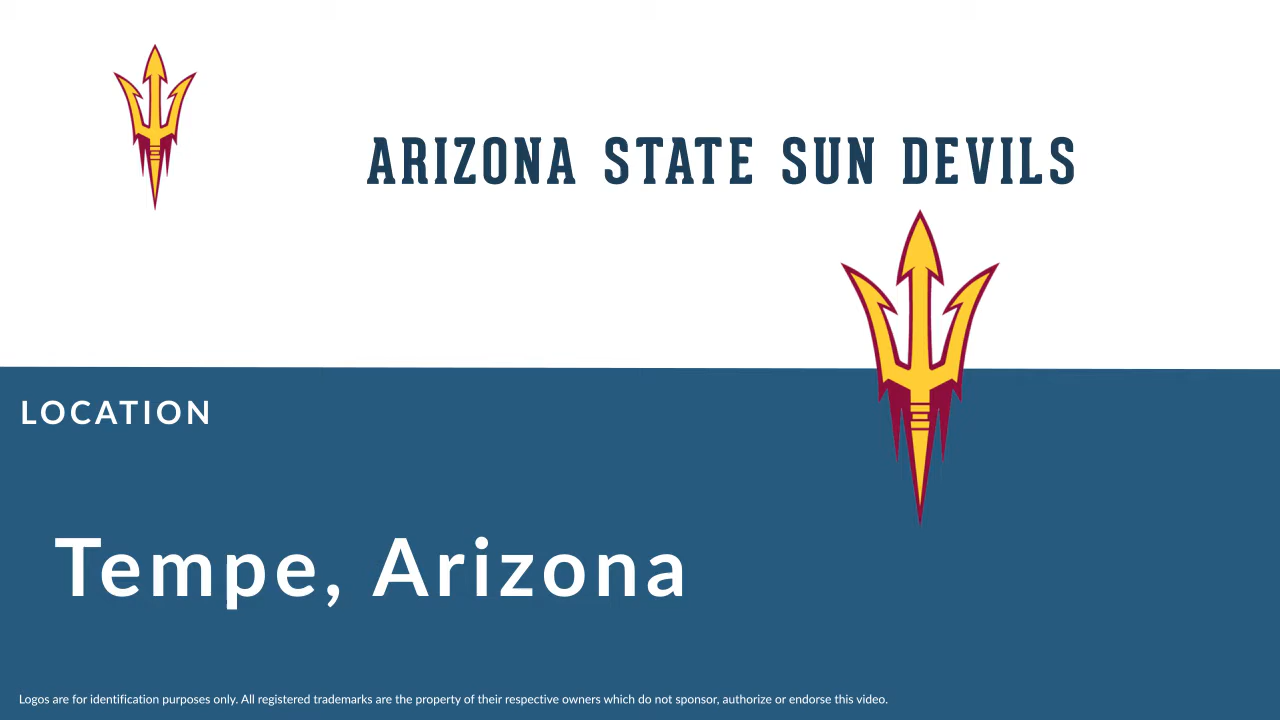 ARIZONA STATE SUN DEVILS
LOCATION
Tempe, Arizona
Logos are for identification purposes only. All registered trademarks are the property of their respective owners which do not sponsor, authorize or endorse this video.